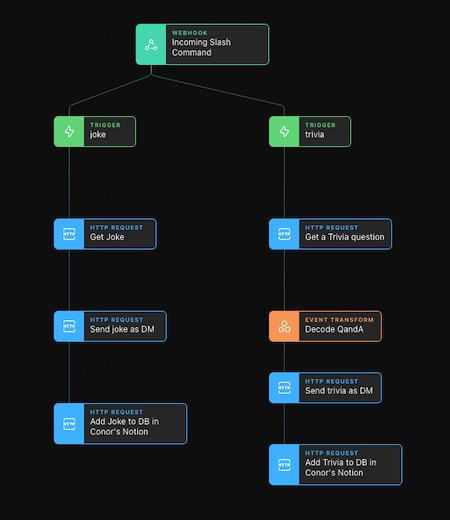 WEBHOOK
Incoming Slash
Command
TRIGGER
joke
TRIGGER
trivia
HTTP REQUEST
Get Joke
HTTP REQUEST
Get a Trivia question
HTTP REQUEST
Send joke as DM
EVENT TRANSFORM
Decode QandA
HTTP REQUEST
Send trivia as DM
HTTP REQUEST
Add Joke to DB in
Conor's Notion
HTTP REQUEST
Add Trivia to DB in
Conor's Notion
HTTP
HTTP
HTTP
HTTP
HTTP
HTTP